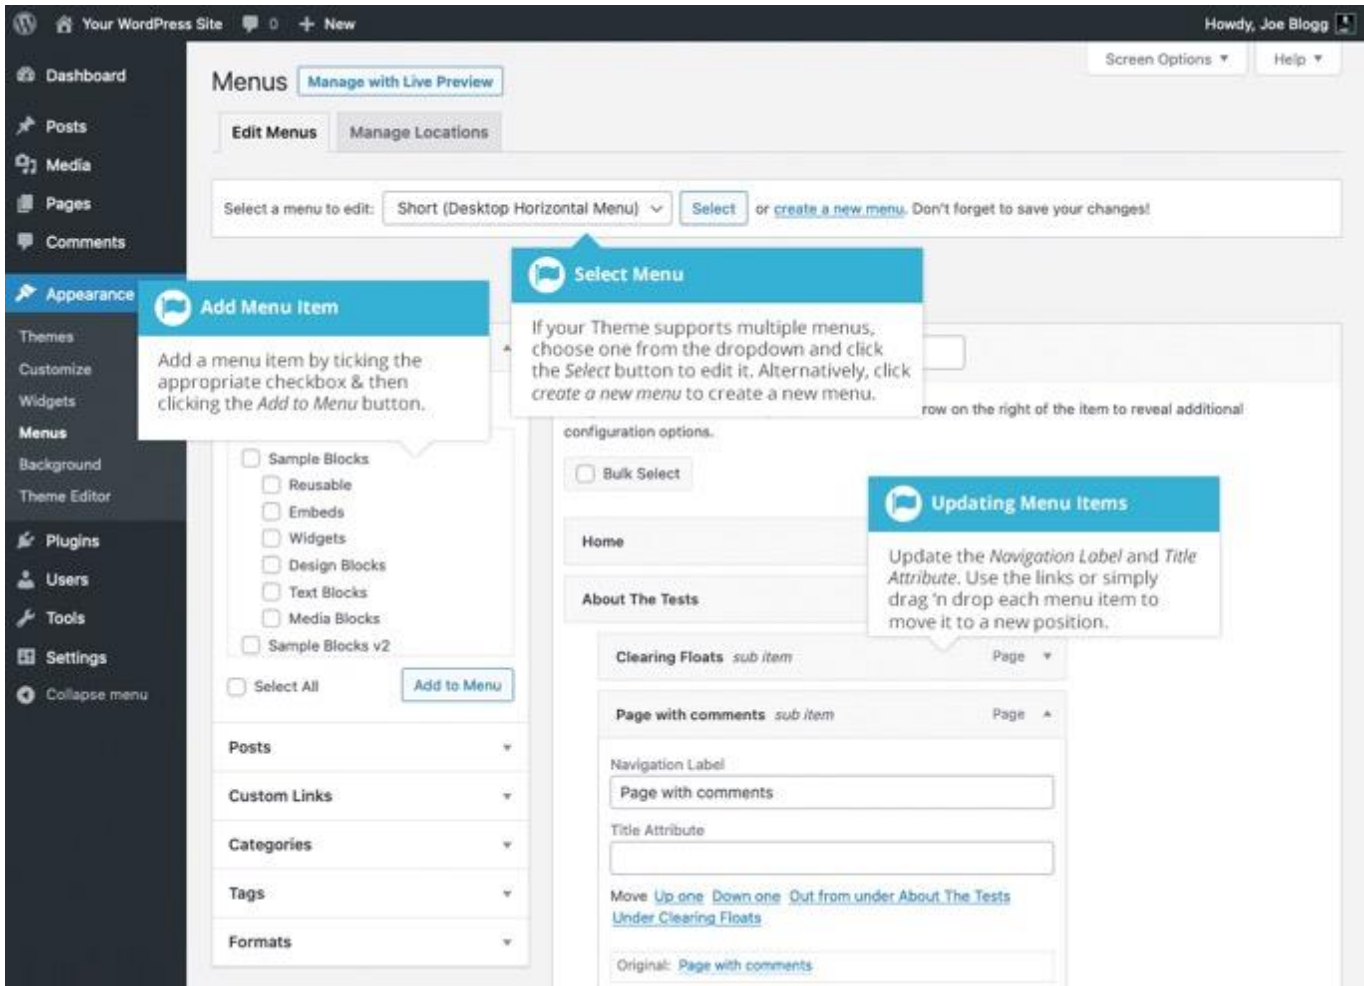 Your WordPress Site 0 + New Howdy, Joe Blogg
Screen Options Help
Dashboard
Posts
Media
Pages
Comments
Appearance
Themes
Customize
Widgets
Menus
Background
Theme Editor
Plugins
Users
Tools
Settings
Collapse menu
Menus Manage with Live Preview
Edit Menus Manage Locations
Select a menu to edit: Short (Desktop Horizontal Menu) Select or create a new menu. Don't forget to save your changes!
Add Menu Item
Add a menu item by ticking the
appropriate checkbox & then
clicking the Add to Menu button.
Select Menu
If your Theme supports multiple menus,
choose one from the dropdown and click
the Select button to edit it. Alternatively, click
create a new menu to create a new menu.
row on the right of the item to reveal additional
configuration options.
Sample Blocks
Reusable
Embeds
Widgets
Design Blocks
Text Blocks
Media Blocks
Sample Blocks v2
Select All Add to Menu
Posts
Custom Links
Categories
Tags
Formats
Bulk Select
Updating Menu Items
Update the Navigation Label and Title
Attribute. Use the links or simply
drag 'n drop each menu item to
move it to a new position.
Home
About The Tests
Clearing Floats sub item Page
Page with comments sub item Page
Navigation Label
Page with comments
Title Attribute
Move Up one Down one Out from under About The Tests
Under Clearing Floats
Original: Page with comments